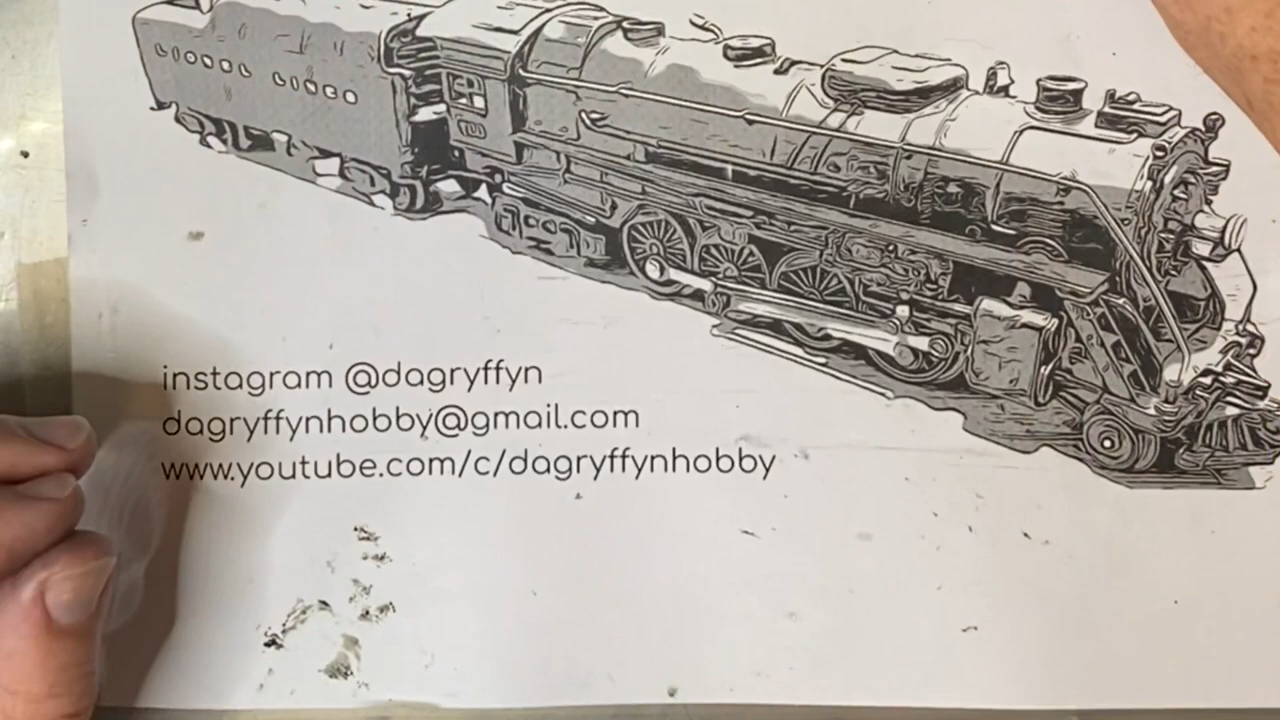 LIONEL LINES
instagram @dagryffyn
dagryffynhobby@gmail.com
www.youtube.com/c/dagryffynhobby